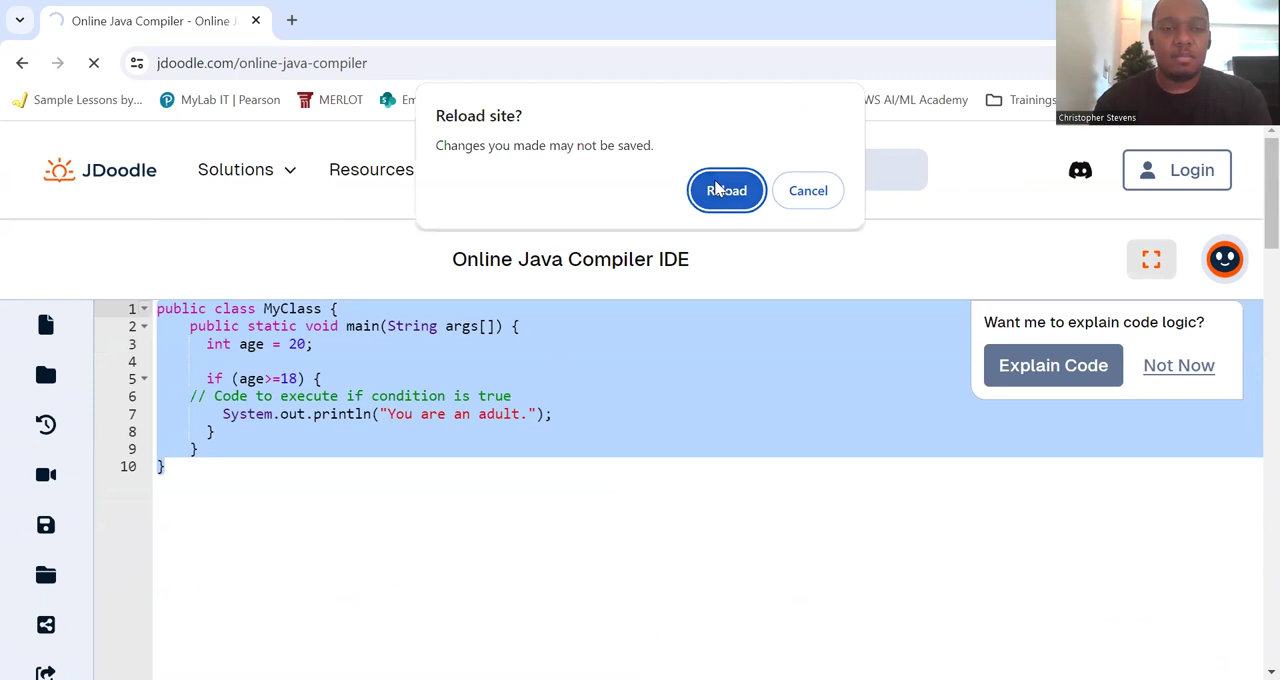 Online Java Compiler - Online J
jdoodle.com/online-java-compiler
Sample Lessons by...
MyLab IT | Pearson
MERLOT
Em
WS AI/ML Academy
Trainings
Christopher Stevens
Reload site?
Changes you made may not be saved.
Reload
Cancel
JDoodle
Solutions
Resources
Login
Online Java Compiler IDE
Want me to explain code logic?
Explain Code
Not Now
1 public class MyClass {
2 public static void main(String args[]) {
3 int age = 20;
4
5 if (age>=18) {
6 // Code to execute if condition is true
7 System.out.println("You are an adult.");
8 }
9 }
10 }